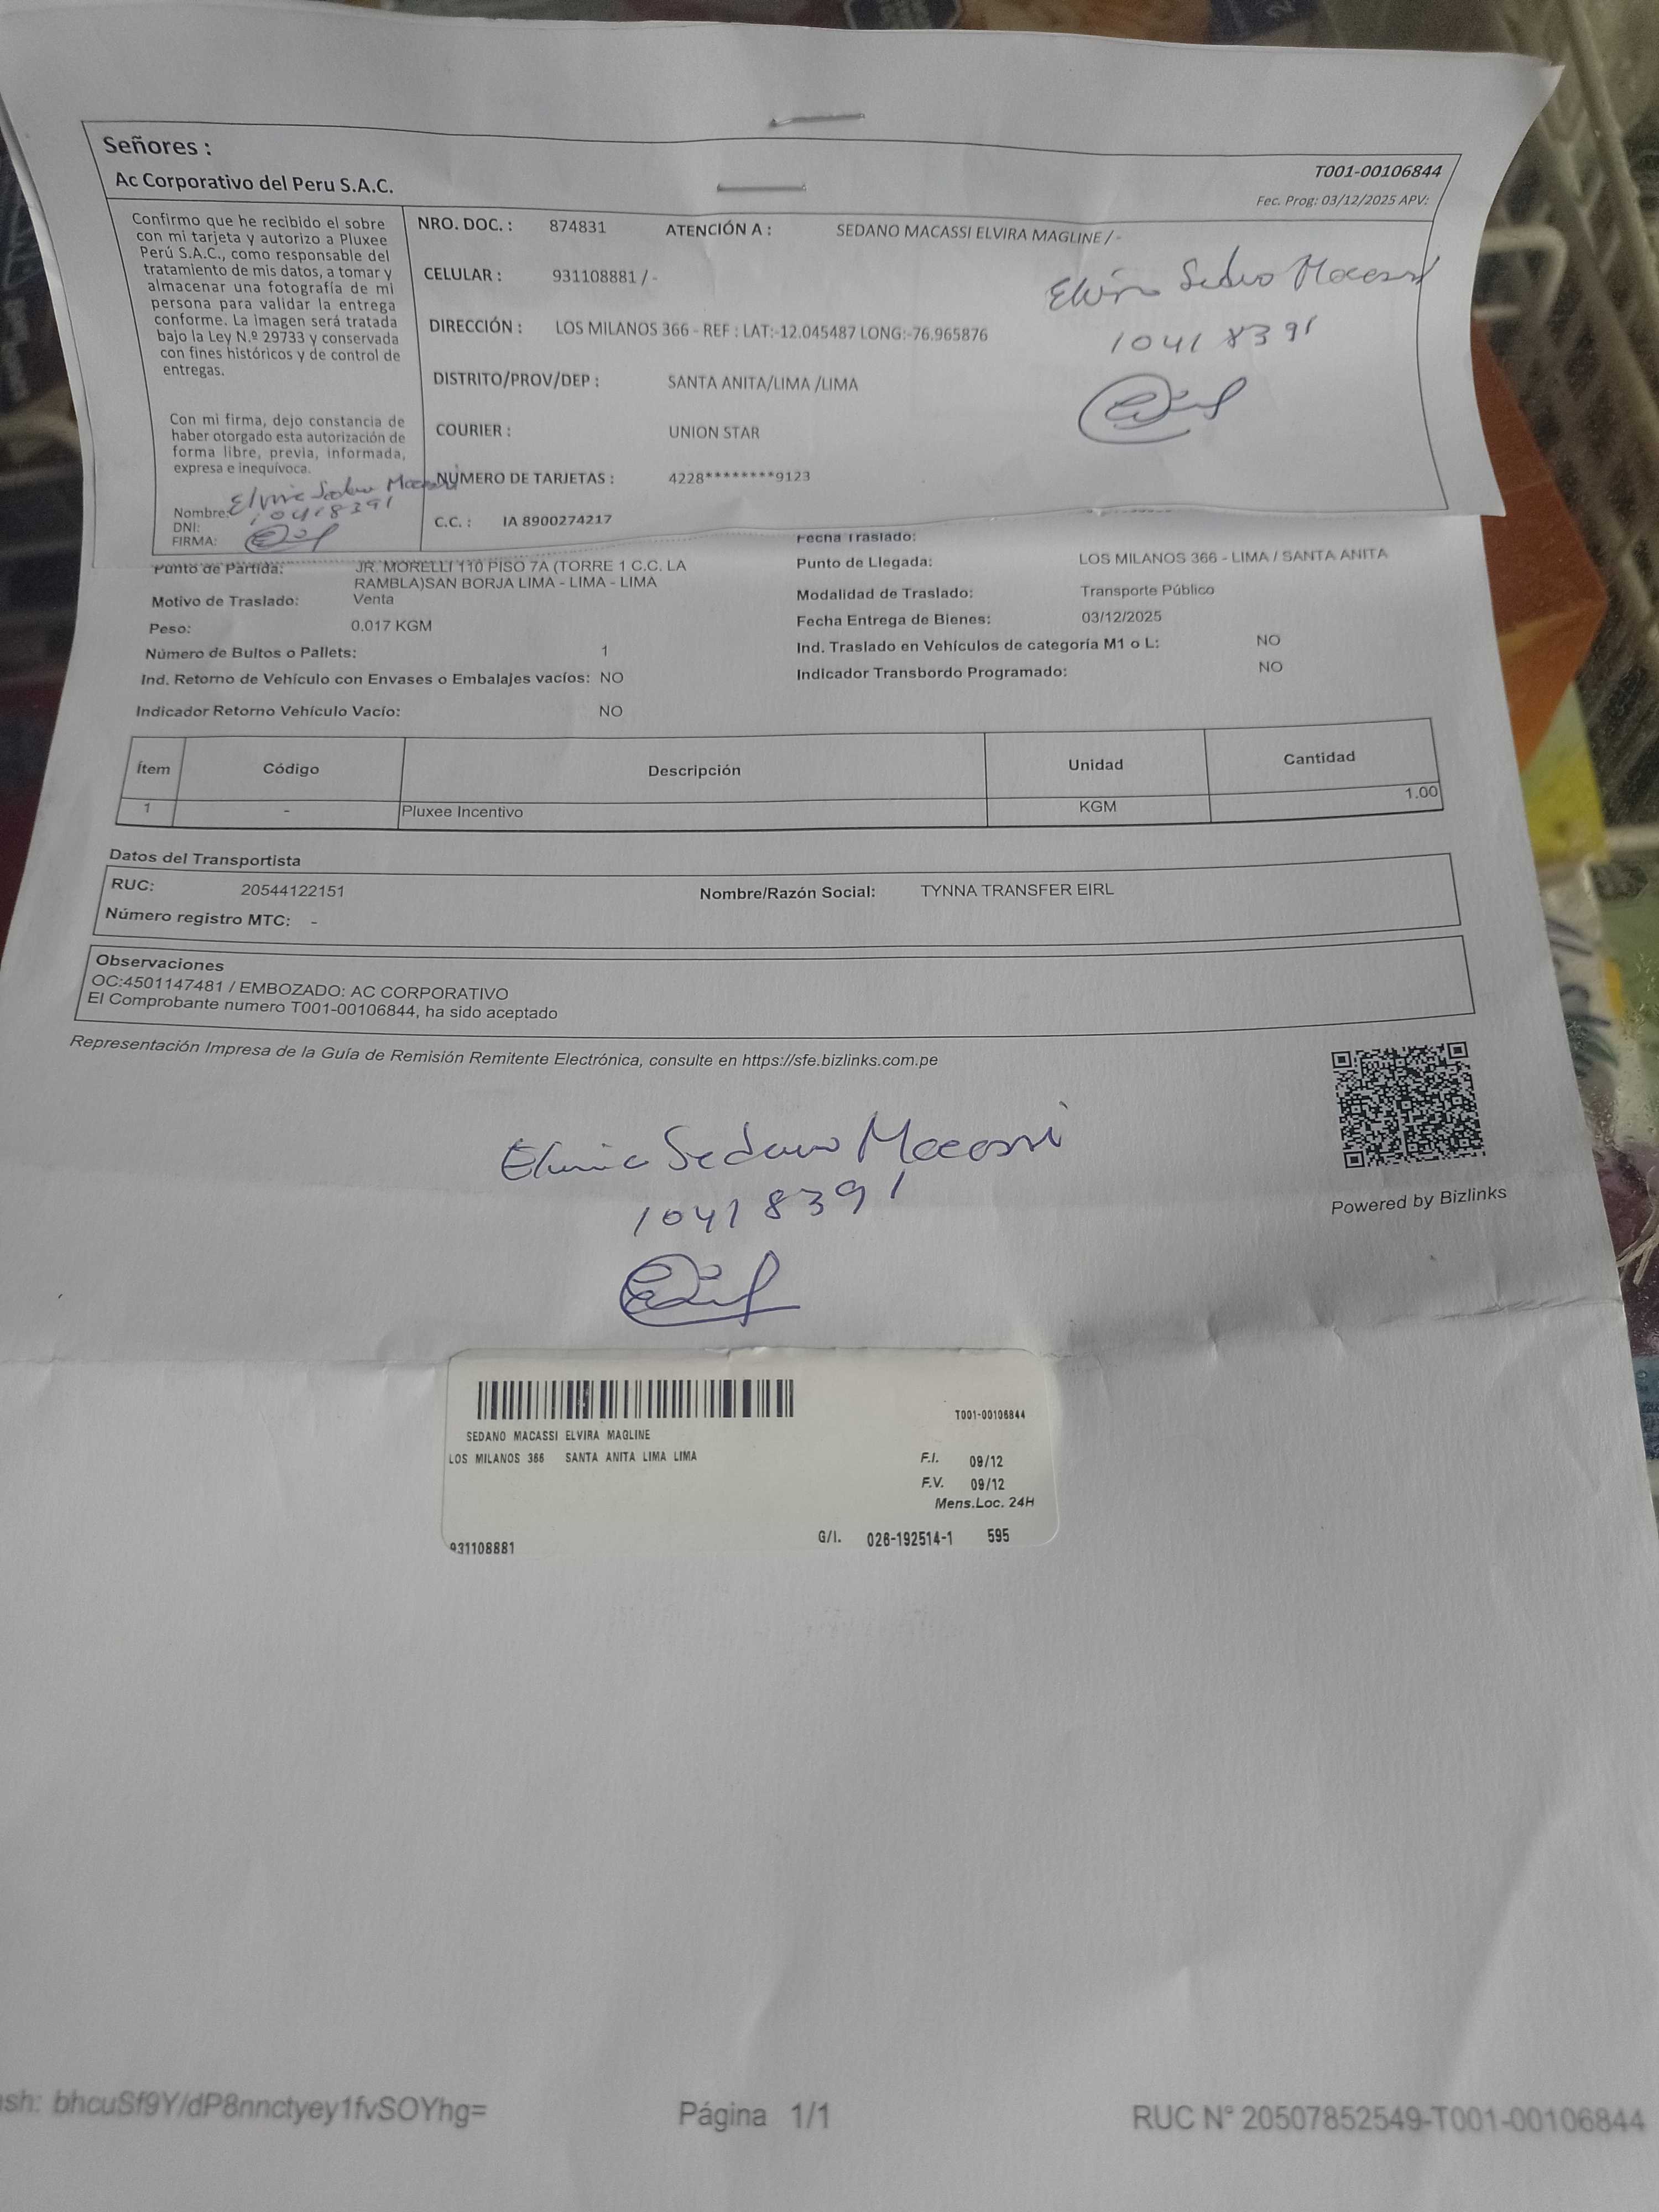 Señores :
Ac Corporativo del Peru S.A.C.
T001-00106844
Fec. Prog: 03/12/2025 APV:
Confirmo que he recibido el sobre
con mi tarjeta y autorizo a Pluxee
Perú S.A.C., como responsable del
tratamiento de mis datos, a tomar y
almacenar una fotografía de mi
persona para validar la entrega
conforme. La imagen será tratada
bajo la Ley N.º 29733 y conservada
con fines históricos y de control de
entregas.
Con mi firma, dejo constancia de
haber otorgado esta autorización de
forma libre, previa, informada,
expresa e inequívoca.
Nombre: Elvira Sedano Macassi
DNI: 10418391
FIRMA:
NRO. DOC. : 874831 ATENCIÓN A : SEDANO MACASSI ELVIRA MAGLINE / -
CELULAR : 931108881 / -
DIRECCIÓN : LOS MILANOS 366 - REF : LAT:-12.045487 LONG:-76.965876
DISTRITO/PROV/DEP : SANTA ANITA/LIMA /LIMA
COURIER : UNION STAR
NÚMERO DE TARJETAS : 4228********9123
C.C. : IA 8900274217
Elvira Sedano Macassi
10418391
Fecha Traslado:
Punto de Partida: JR. MORELLI 110 PISO 7A (TORRE 1 C.C. LA
RAMBLA)SAN BORJA LIMA - LIMA - LIMA
Punto de Llegada: LOS MILANOS 366 - LIMA / SANTA ANITA
Motivo de Traslado: Venta
Modalidad de Traslado: Transporte Público
Peso: 0.017 KGM
Fecha Entrega de Bienes: 03/12/2025
Número de Bultos o Pallets: 1
Ind. Traslado en Vehículos de categoría M1 o L: NO
Ind. Retorno de Vehículo con Envases o Embalajes vacíos: NO
Indicador Transbordo Programado: NO
Indicador Retorno Vehículo Vacío: NO
Ítem Código Descripción Unidad Cantidad
1 - Pluxee Incentivo KGM 1.00
Datos del Transportista
RUC: 20544122151 Nombre/Razón Social: TYNNA TRANSFER EIRL
Número registro MTC: -
Observaciones
OC:4501147481 / EMBOZADO: AC CORPORATIVO
El Comprobante numero T001-00106844, ha sido aceptado
Representación Impresa de la Guía de Remisión Remitente Electrónica, consulte en https://sfe.bizlinks.com.pe
Powered by Bizlinks
Elvira Sedano Macassi
10418391
T001-00106844
SEDANO MACASSI ELVIRA MAGLINE
LOS MILANOS 366 SANTA ANITA LIMA LIMA
F.I. 09/12
F.V. 09/12
Mens.Loc. 24H
G/I. 026-192514-1 595
931108881
ash: bhcuSf9Y/dP8nnctyey1fvSOYhg= Página 1/1 RUC N° 20507852549-T001-00106844